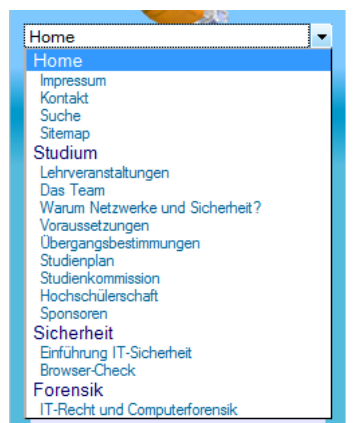 Home
Home
Impressum
Kontakt
Suche
Sitemap
Studium
Lehrveranstaltungen
Das Team
Warum Netzwerke und Sicherheit?
Voraussetzungen
Übergangsbestimmungen
Studienplan
Studienkommission
Hochschülerschaft
Sponsoren
Sicherheit
Einführung IT-Sicherheit
Browser-Check
Forensik
IT-Recht und Computerforensik